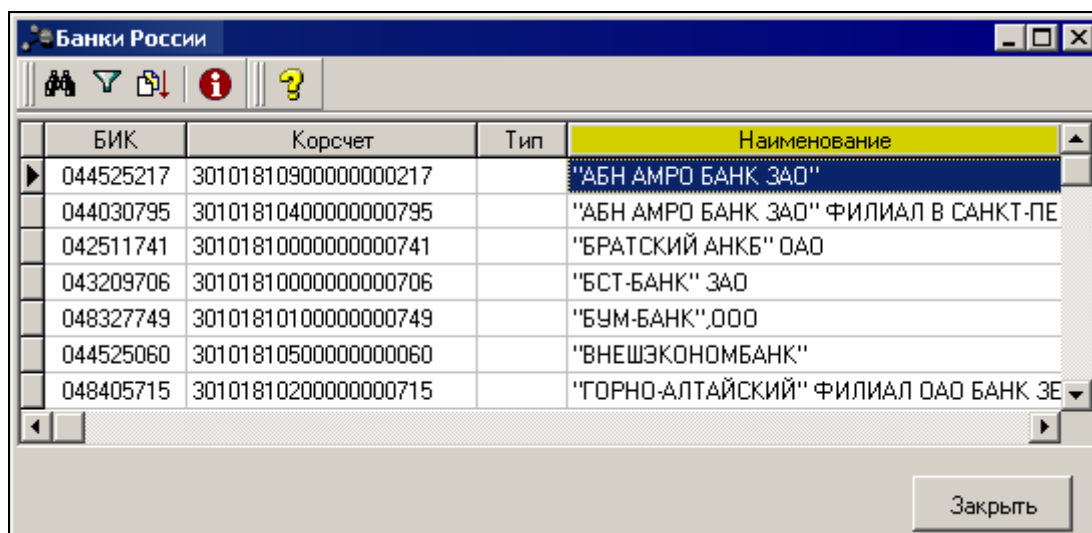 Банки России
БИК Корсчет Тип Наименование
044525217 30101810900000000217 "АБН АМРО БАНК ЗАО"
044030795 30101810400000000795 "АБН АМРО БАНК ЗАО" ФИЛИАЛ В САНКТ-ПЕ
042511741 30101810000000000741 "БРАТСКИЙ АНКБ" ОАО
043209706 30101810000000000706 "БСТ-БАНК" ЗАО
048327749 30101810100000000749 "БУМ-БАНК",ООО
044525060 30101810500000000060 "ВНЕШЭКОНОМБАНК"
048405715 30101810200000000715 "ГОРНО-АЛТАЙСКИЙ" ФИЛИАЛ ОАО БАНК ЗЕ
Закрыть